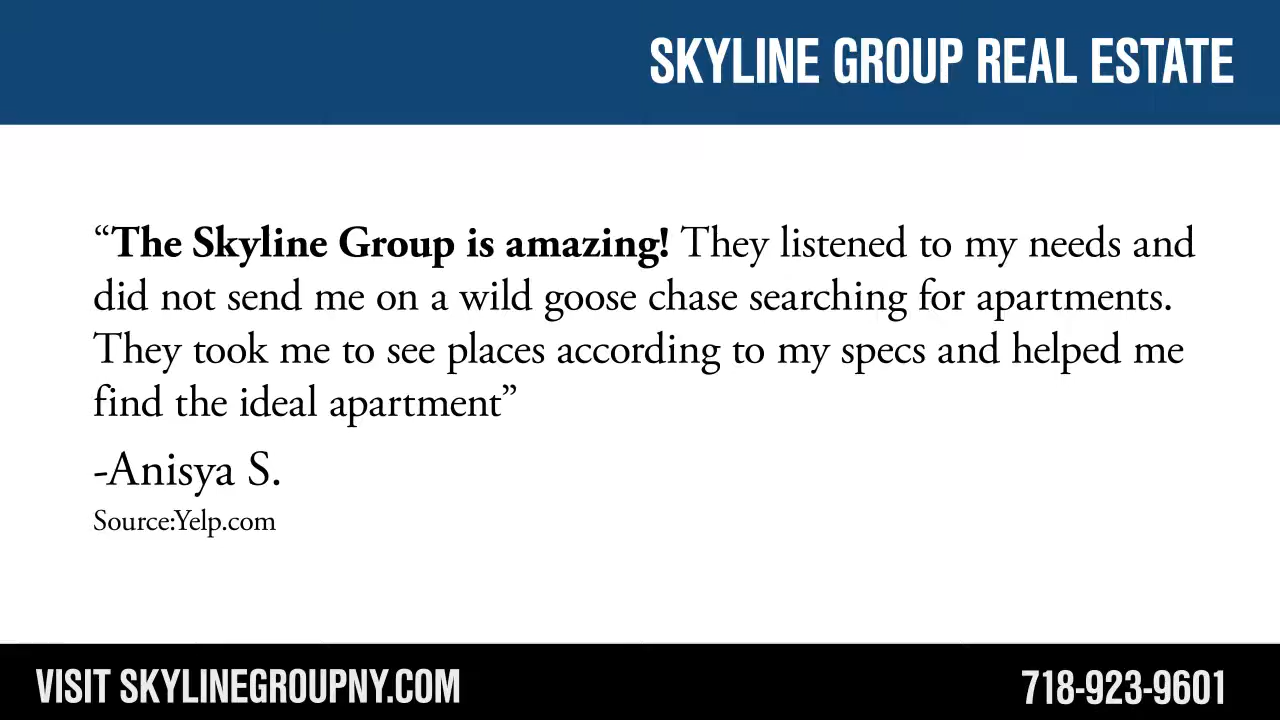 SKYLINE GROUP REAL ESTATE
“The Skyline Group is amazing! They listened to my needs and
did not send me on a wild goose chase searching for apartments.
They took me to see places according to my specs and helped me
find the ideal apartment”
-Anisya S.
Source:Yelp.com
VISIT SKYLINEGROUPNY.COM
718-923-9601